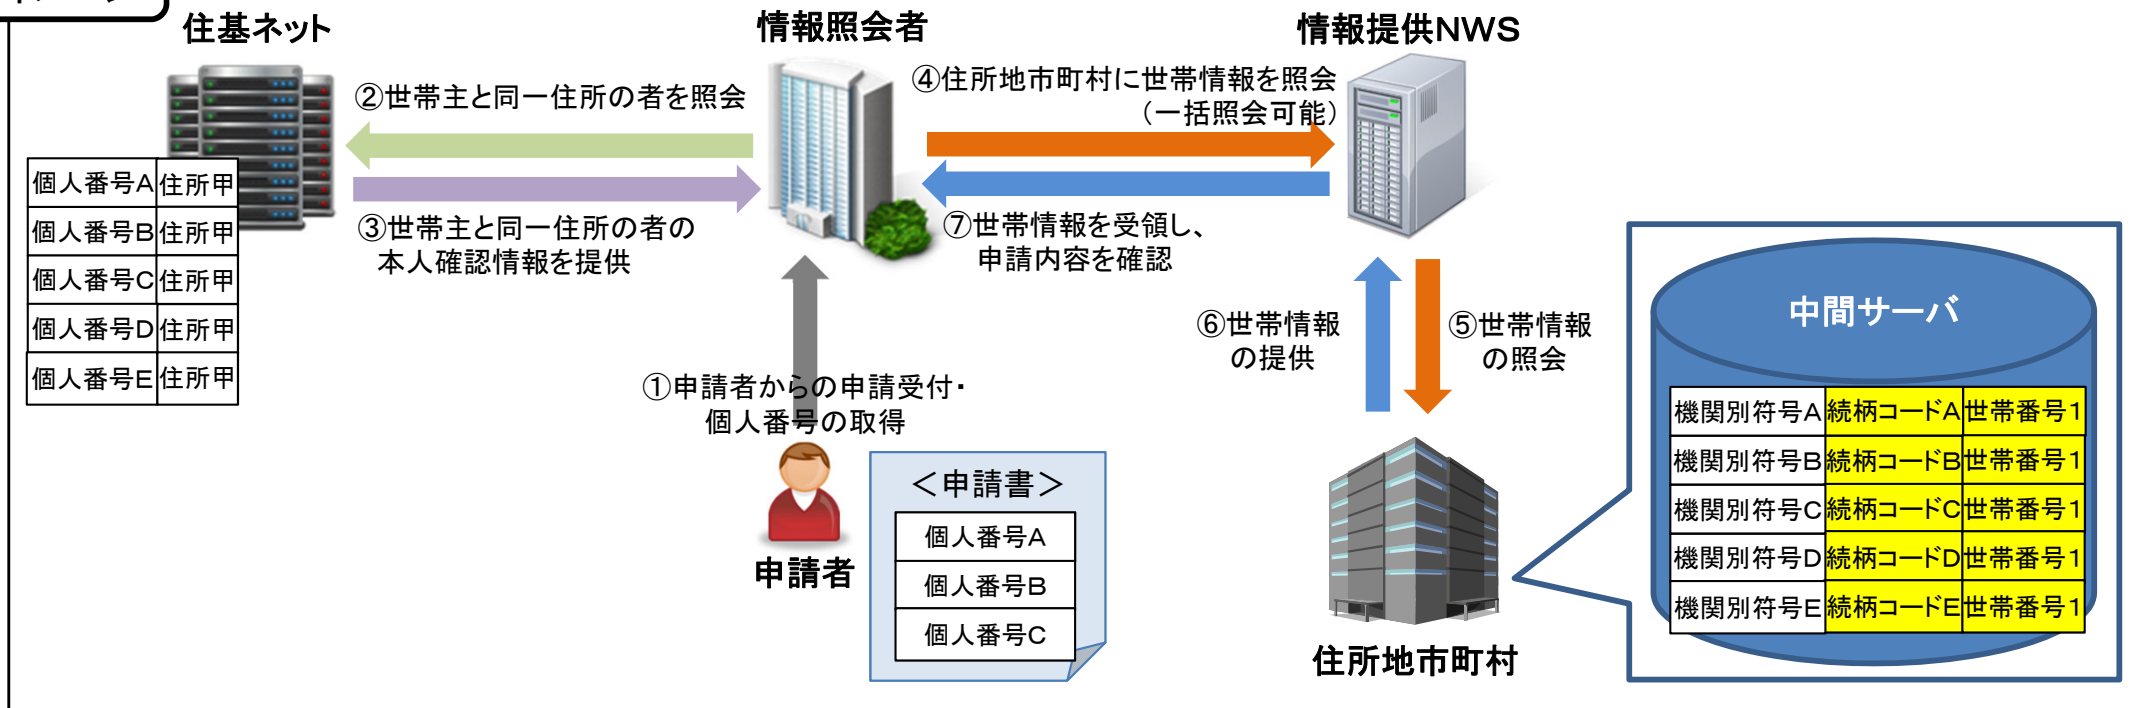 住基ネット
情報照会者
情報提供NWS
②世帯主と同一住所の者を照会
④住所地市町村に世帯情報を照会
（一括照会可能）
個人番号A 住所甲
個人番号B 住所甲
個人番号C 住所甲
個人番号D 住所甲
個人番号E 住所甲
③世帯主と同一住所の者の
本人確認情報を提供
⑦世帯情報を受領し、
申請内容を確認
①申請者からの申請受付・
個人番号の取得
⑥世帯情報
の提供
⑤世帯情報
の照会
申請者
＜申請書＞
個人番号A
個人番号B
個人番号C
住所地市町村
中間サーバ
機関別符号A 続柄コードA 世帯番号1
機関別符号B 続柄コードB 世帯番号1
機関別符号C 続柄コードC 世帯番号1
機関別符号D 続柄コードD 世帯番号1
機関別符号E 続柄コードE 世帯番号1